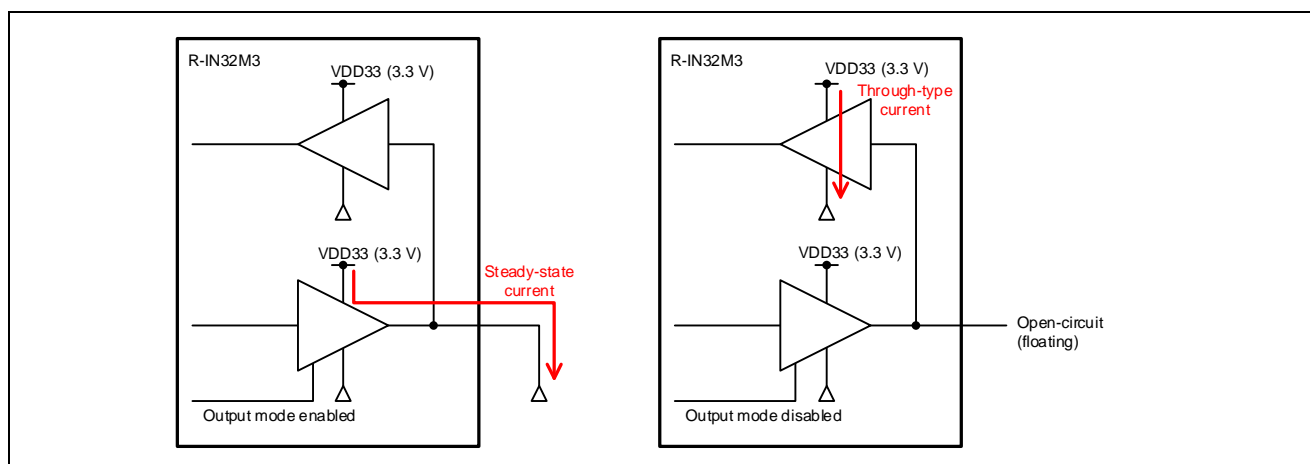 R-IN32M3
VDD33 (3.3 V)
VDD33 (3.3 V)
Steady-state
current
Output mode enabled
R-IN32M3
VDD33 (3.3 V)
Through-type
current
VDD33 (3.3 V)
Open-circuit
(floating)
Output mode disabled